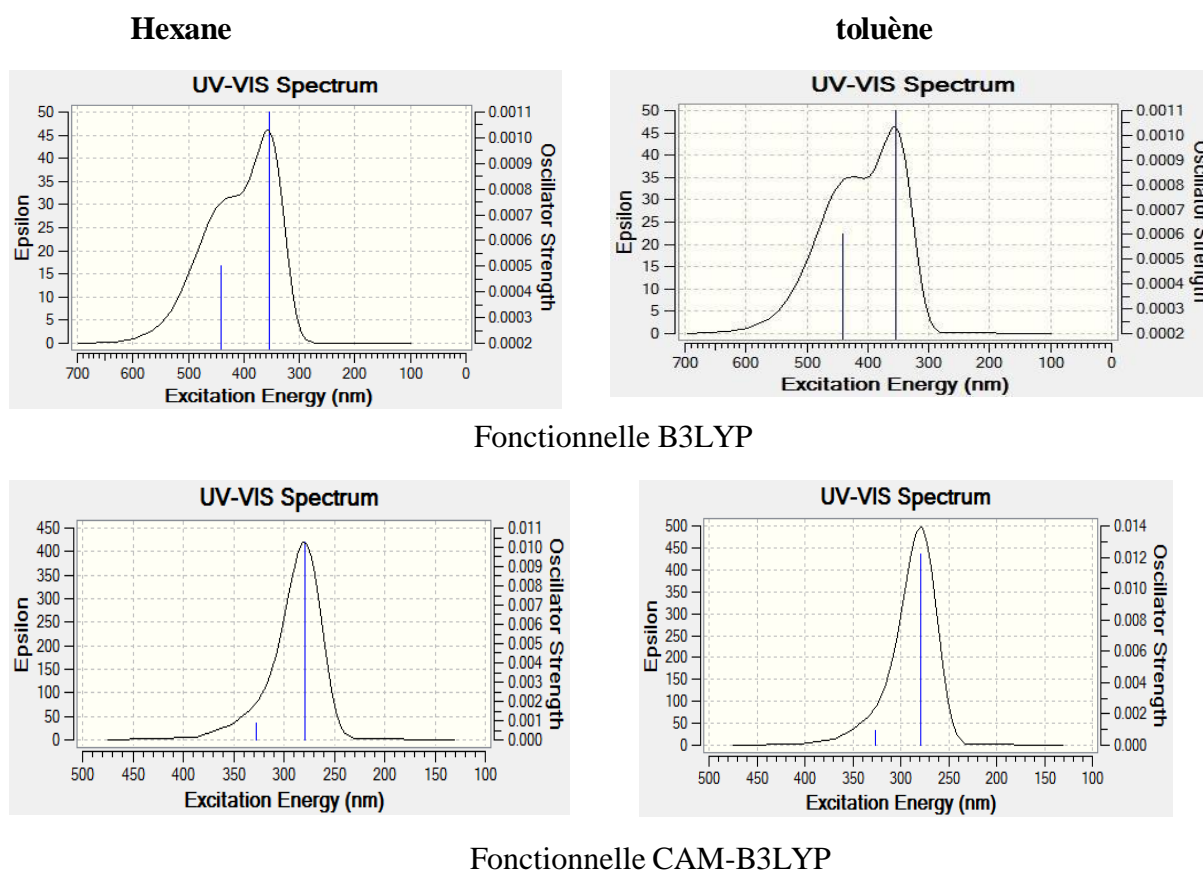 Hexane toluène
UV-VIS Spectrum
50 45 40 35 30 25 20 15 10 5 0
Epsilon
0.0011 0.0010 0.0009 0.0008 0.0007 0.0006 0.0005 0.0004 0.0003 0.0002
Oscillator Strength
700 600 500 400 300 200 100 0
Excitation Energy (nm)
UV-VIS Spectrum
50 45 40 35 30 25 20 15 10 5 0
Epsilon
0.0011 0.0010 0.0009 0.0008 0.0007 0.0006 0.0005 0.0004 0.0003 0.0002
Oscillator Strength
700 600 500 400 300 200 100 0
Excitation Energy (nm)
Fonctionnelle B3LYP
UV-VIS Spectrum
450 400 350 300 250 200 150 100 50 0
Epsilon
0.011 0.010 0.009 0.008 0.007 0.006 0.005 0.004 0.003 0.002 0.001 0.000
Oscillator Strength
500 450 400 350 300 250 200 150 100
Excitation Energy (nm)
UV-VIS Spectrum
500 450 400 350 300 250 200 150 100 50 0
Epsilon
0.014 0.012 0.010 0.008 0.006 0.004 0.002 0.000
Oscillator Strength
500 450 400 350 300 250 200 150 100
Excitation Energy (nm)
Fonctionnelle CAM-B3LYP